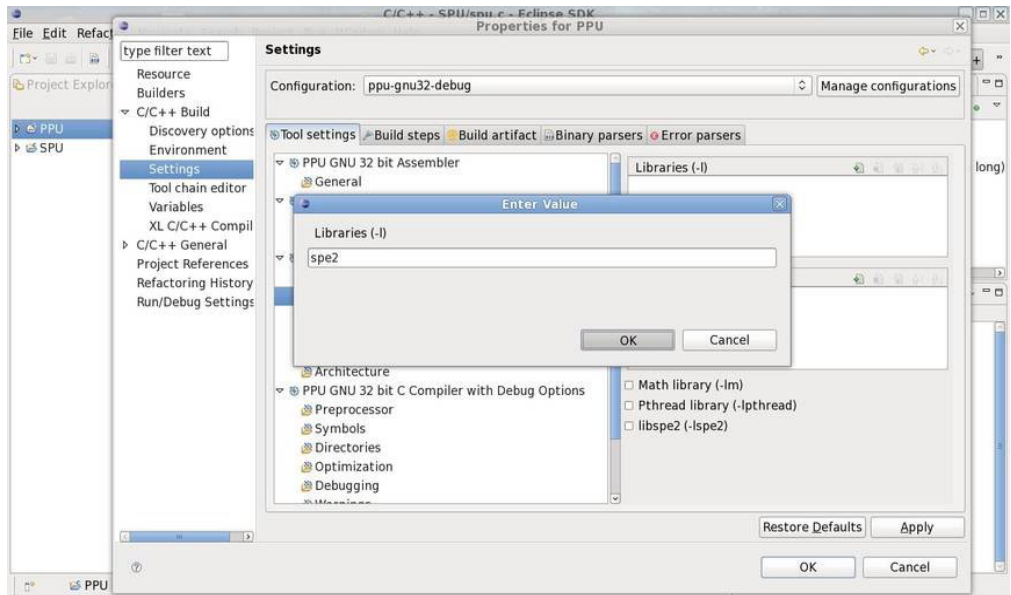 C/C++ - SPU/spu.c - Eclipse SDK
Properties for PPU
File Edit Refac
type filter text
Settings
Project Explor
Resource
Builders
C/C++ Build
Discovery options
Environment
Settings
Tool chain editor
Variables
XL C/C++ Compil
C/C++ General
Project References
Refactoring History
Run/Debug Settings
PPU
SPU
Configuration: ppu-gnu32-debug
Manage configurations
Tool settings Build steps Build artifact Binary parsers Error parsers
PPU GNU 32 bit Assembler
General
Libraries (-l)
long)
Enter Value
Libraries (-l)
spe2
OK Cancel
Architecture
PPU GNU 32 bit C Compiler with Debug Options
Preprocessor
Symbols
Directories
Optimization
Debugging
Warnings
Math library (-lm)
Pthread library (-lpthread)
libspe2 (-lspe2)
Restore Defaults Apply
OK Cancel
PPU